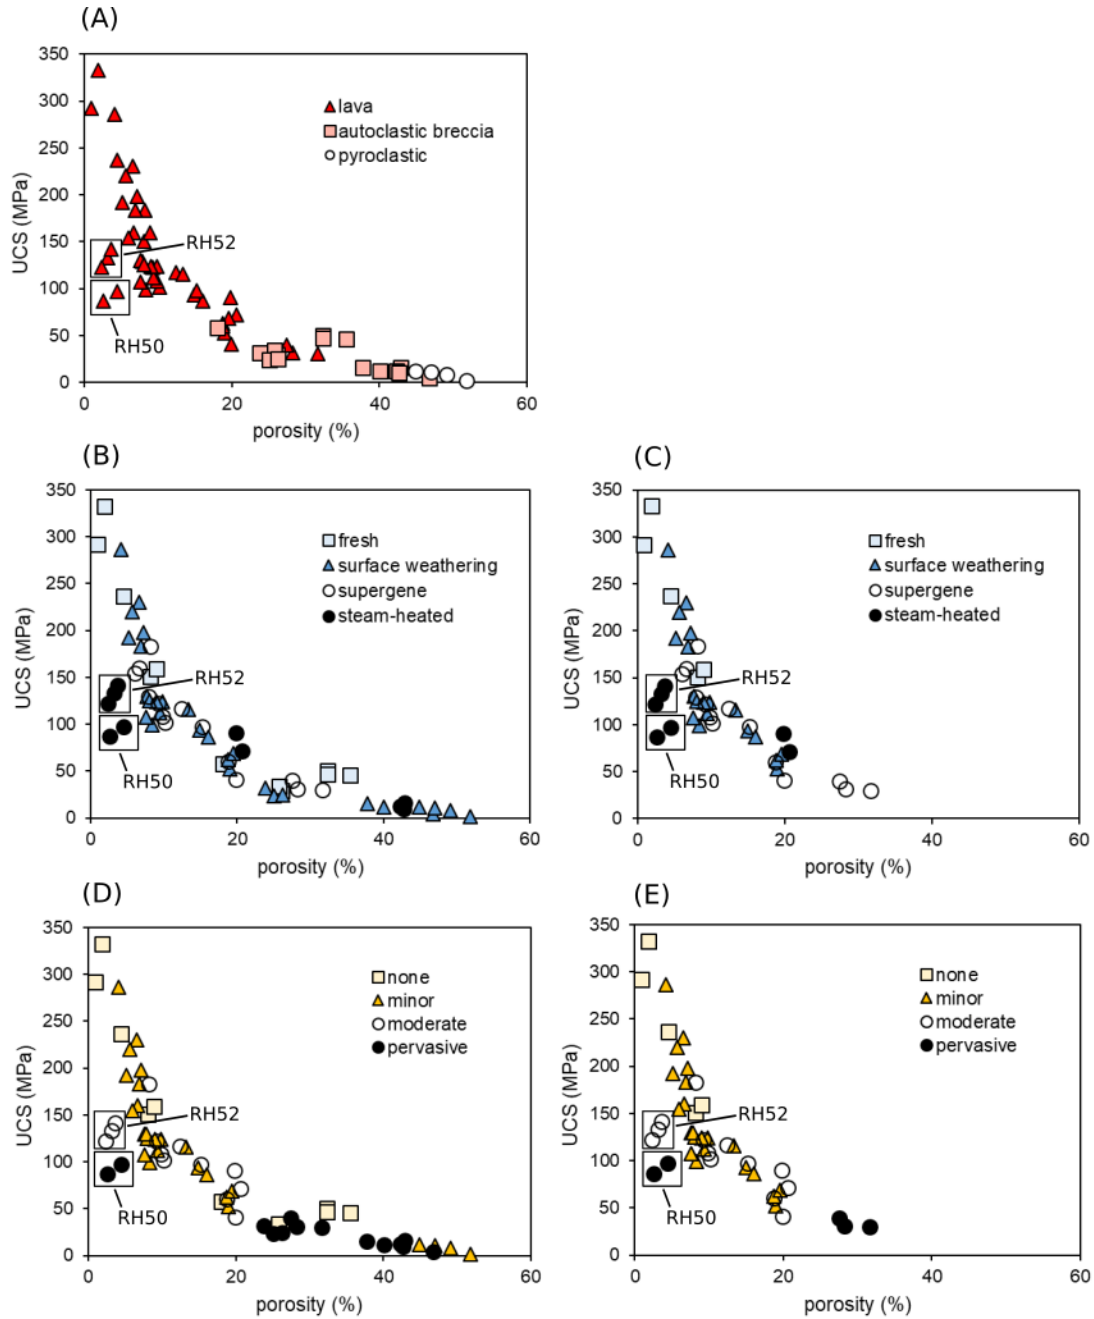 (A)
350
300
250
200
150
100
50
0
0 20 40 60
UCS (MPa)
porosity (%)
lava
autoclastic breccia
pyroclastic
RH52
RH50
(B)
350
300
250
200
150
100
50
0
0 20 40 60
UCS (MPa)
porosity (%)
fresh
surface weathering
supergene
steam-heated
RH52
RH50
(C)
350
300
250
200
150
100
50
0
0 20 40 60
UCS (MPa)
porosity (%)
fresh
surface weathering
supergene
steam-heated
RH52
RH50
(D)
350
300
250
200
150
100
50
0
0 20 40 60
UCS (MPa)
porosity (%)
none
minor
moderate
pervasive
RH52
RH50
(E)
350
300
250
200
150
100
50
0
0 20 40 60
UCS (MPa)
porosity (%)
none
minor
moderate
pervasive
RH52
RH50